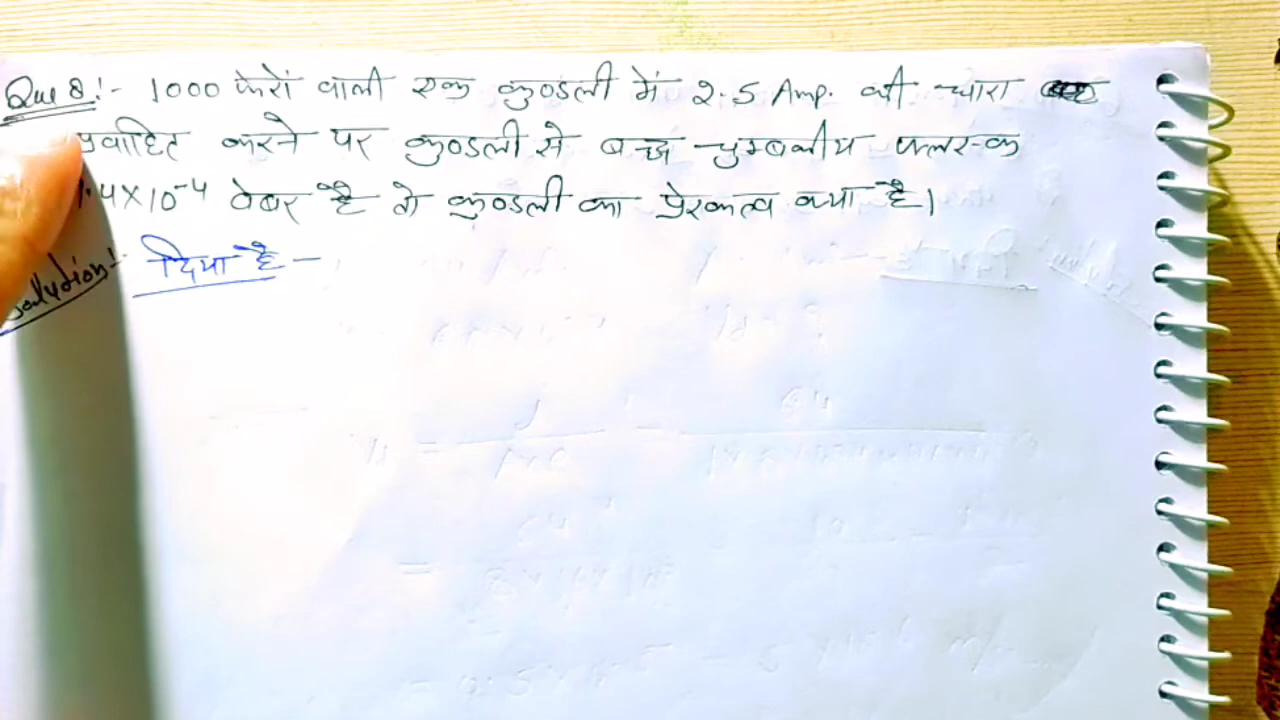 Que 8:- 1000 फेरों वाली एक कुण्डली में 2.5 Amp. की धारा
प्रवाहित करने पर कुण्डली से बद्ध चुम्बकीय फ्लक्स
1.4×10⁻⁴ वेबर है तो कुण्डली का प्रेरकत्व क्या है।
Solution:- दिया है —